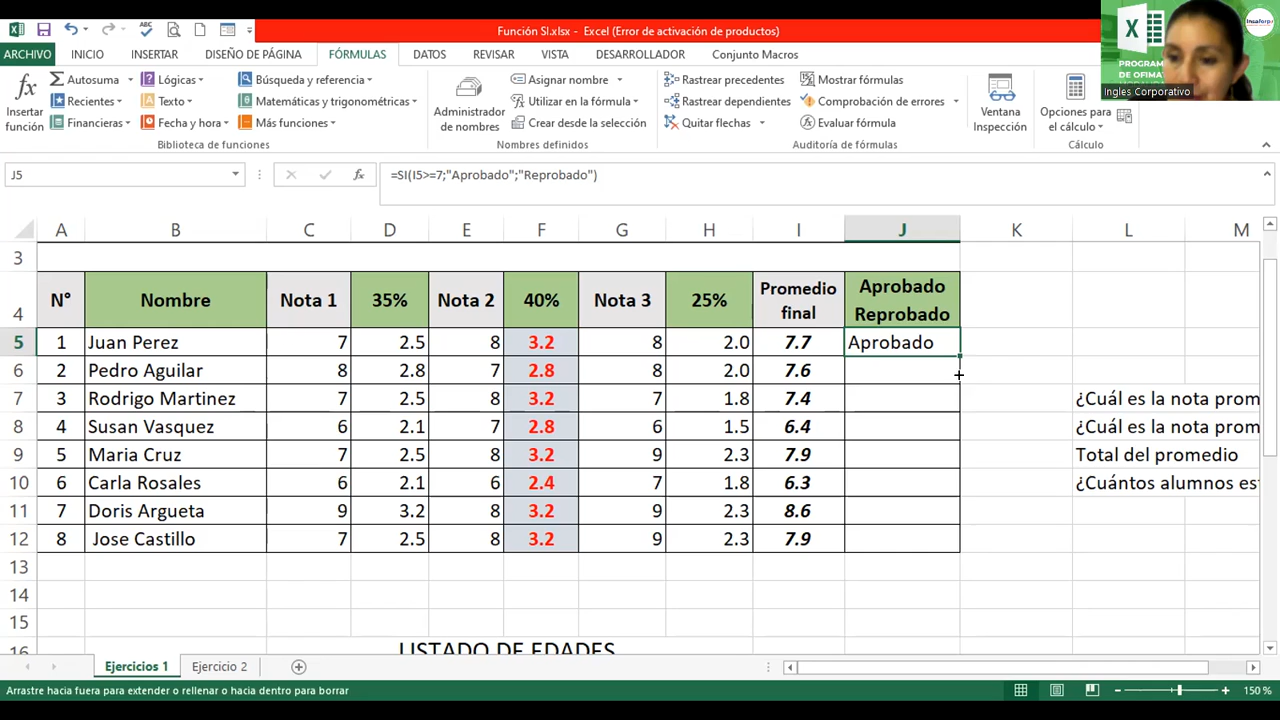 Función SI.xlsx - Excel (Error de activación de productos)
ARCHIVO INICIO INSERTAR DISEÑO DE PÁGINA FÓRMULAS DATOS REVISAR VISTA DESARROLLADOR Conjunto Macros
PROGRAM
DE OFIMA
Insaforp
Ingles Corporativo
Insertar función
Autosuma
Recientes
Financieras
Lógicas
Texto
Fecha y hora
Búsqueda y referencia
Matemáticas y trigonométricas
Más funciones
Biblioteca de funciones
Administrador de nombres
Asignar nombre
Utilizar en la fórmula
Crear desde la selección
Nombres definidos
Rastrear precedentes
Rastrear dependientes
Quitar flechas
Mostrar fórmulas
Comprobación de errores
Evaluar fórmula
Auditoría de fórmulas
Ventana Inspección
Opciones para el cálculo
Cálculo
J5 fx =SI(I5>=7;"Aprobado";"Reprobado")
A B C D E F G H I J K L M
3
4 N° Nombre Nota 1 35% Nota 2 40% Nota 3 25% Promedio final Aprobado Reprobado
5 1 Juan Perez 7 2.5 8 3.2 8 2.0 7.7 Aprobado
6 2 Pedro Aguilar 8 2.8 7 2.8 8 2.0 7.6
7 3 Rodrigo Martinez 7 2.5 8 3.2 7 1.8 7.4 ¿Cuál es la nota prom
8 4 Susan Vasquez 6 2.1 7 2.8 6 1.5 6.4 ¿Cuál es la nota prom
9 5 Maria Cruz 7 2.5 8 3.2 9 2.3 7.9 Total del promedio
10 6 Carla Rosales 6 2.1 6 2.4 7 1.8 6.3 ¿Cuántos alumnos es
11 7 Doris Argueta 9 3.2 8 3.2 9 2.3 8.6
12 8 Jose Castillo 7 2.5 8 3.2 9 2.3 7.9
13
14
15
16 LISTADO DE EDADES
Ejercicios 1 Ejercicio 2
Arrastre hacia fuera para extender o rellenar o hacia dentro para borrar 150 %